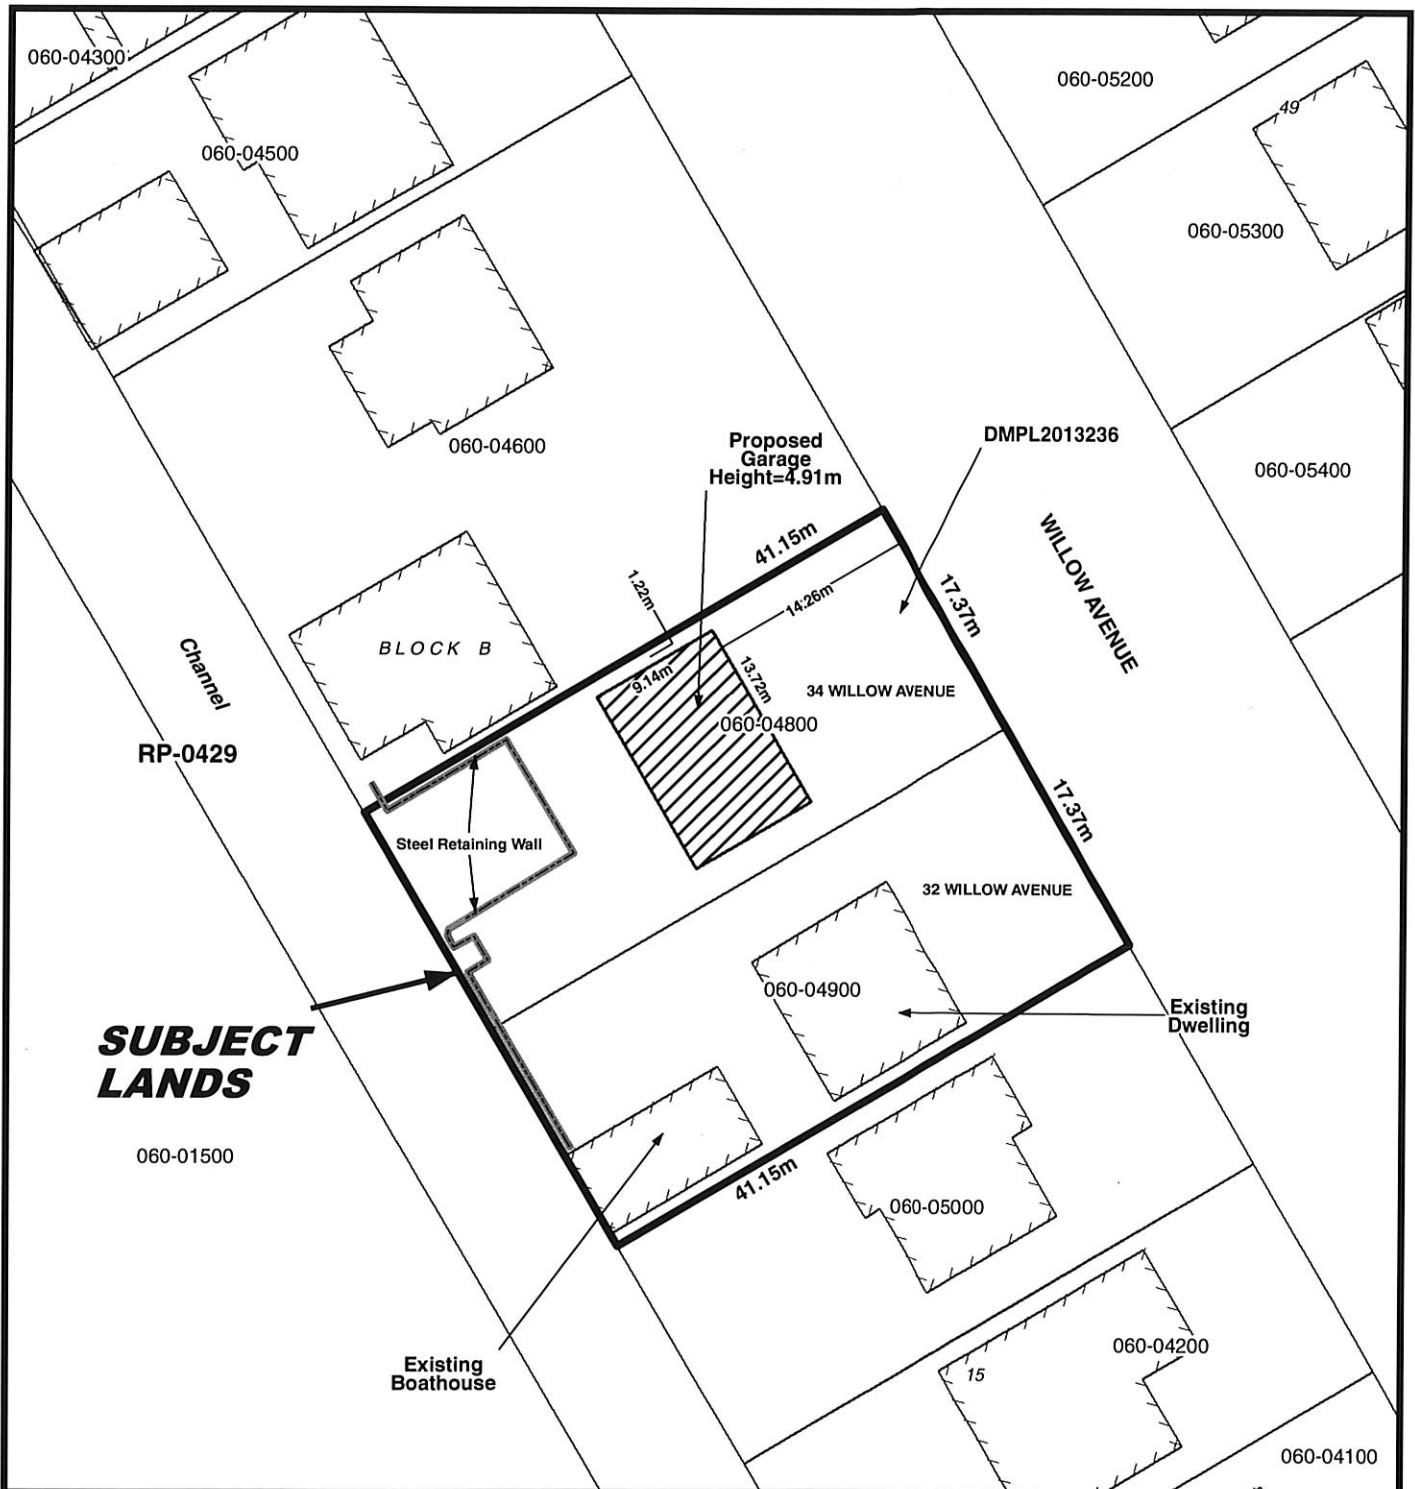 060-04300
060-05200
49
060-04500
060-05300
Proposed
Garage
Height=4.91m
DMPL2013236
060-04600
060-05400
WILLOW AVENUE
41.15m
1.22m
14.26m
17.37m
Channel
BLOCK B
9.14m
13.72m
34 WILLOW AVENUE
060-04800
RP-0429
17.37m
Steel Retaining Wall
32 WILLOW AVENUE
060-04900
Existing
Dwelling
SUBJECT
LANDS
060-01500
41.15m
060-05000
Existing
Boathouse
060-04200
15
060-04100